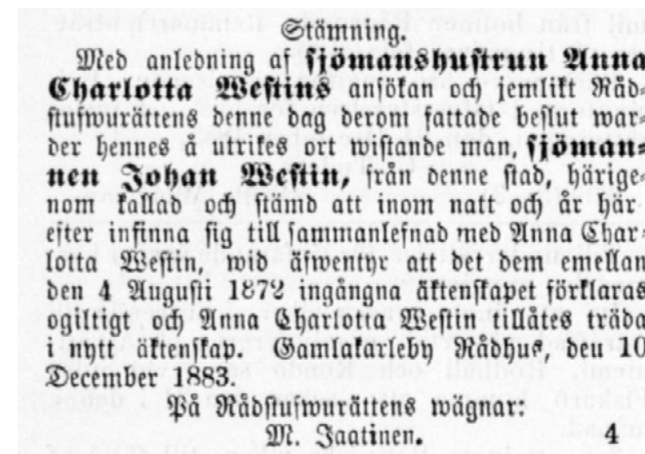 Stämning.
Med anledning af sjömanshustrun Anna
Charlotta Westins ansökan och jemlikt Råd-
stufwurättens denne dag derom fattade beslut war-
der hennes å utrikes ort wistande man, sjöman-
nen Johan Westin, från denne stad, härige-
nom kallad och stämd att inom natt och år här-
efter infinna sig till sammanlefnad med Anna Char-
lotta Westin, wid äfwentyr att det dem emellan
den 4 Augusti 1872 ingångna äktenskapet förklaras
ogiltigt och Anna Charlotta Westin tillåtes träda
i nytt äktenskap. Gamlakarleby Rådhus, den 10
December 1883.
På Rådstufwurättens wägnar:
M. Jaatinen. 4